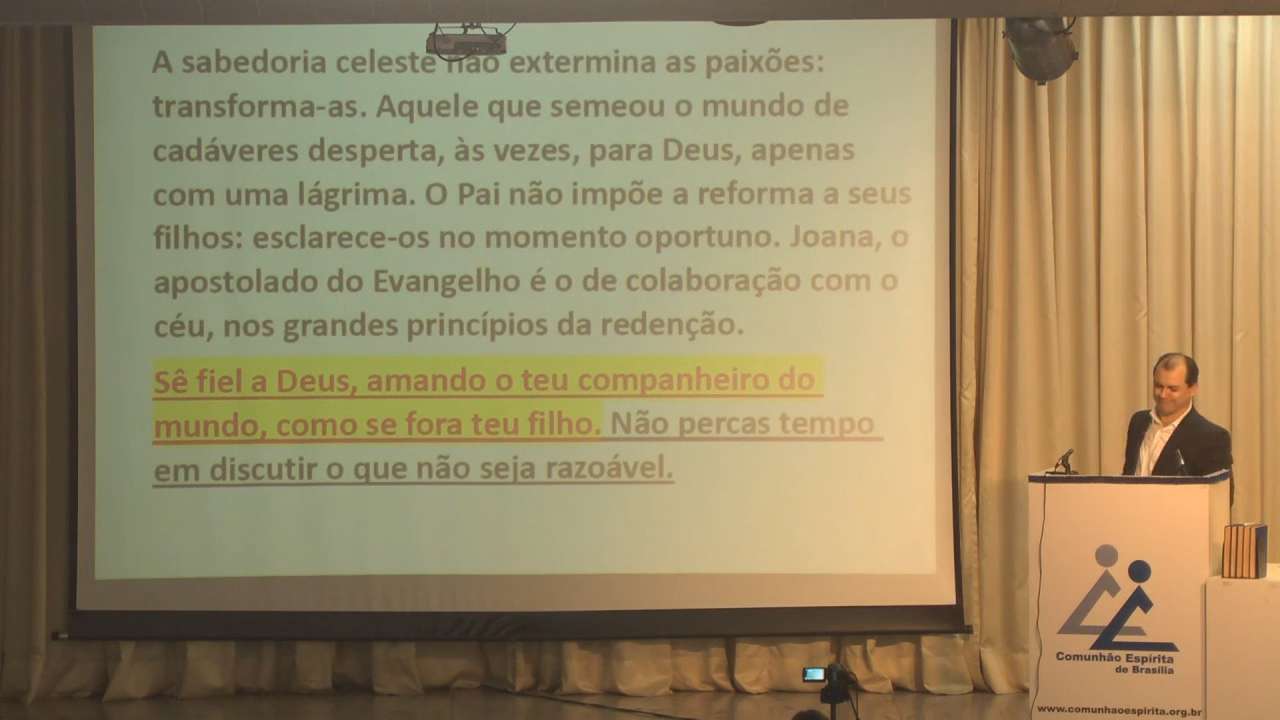 A sabedoria celeste não extermina as paixões:
transforma-as. Aquele que semeou o mundo de
cadáveres desperta, às vezes, para Deus, apenas
com uma lágrima. O Pai não impõe a reforma a seus
filhos: esclarece-os no momento oportuno. Joana, o
apostolado do Evangelho é o de colaboração com o
céu, nos grandes princípios da redenção.
Sê fiel a Deus, amando o teu companheiro do
mundo, como se fora teu filho. Não percas tempo
em discutir o que não seja razoável.
Comunhão Espírita
de Brasília
www.comunhaoespirita.org.br